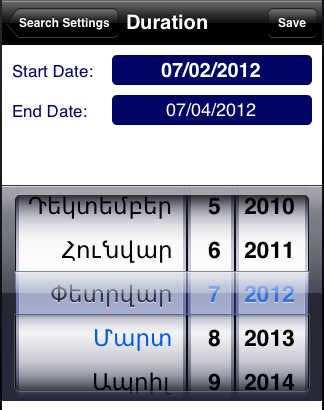 Search Settings Duration Save
Start Date: 07/02/2012
End Date: 07/04/2012
Դեկտեմբեր 5 2010
Հունվար 6 2011
Փետրվար 7 2012
Մարտ 8 2013
Ապրիլ 9 2014